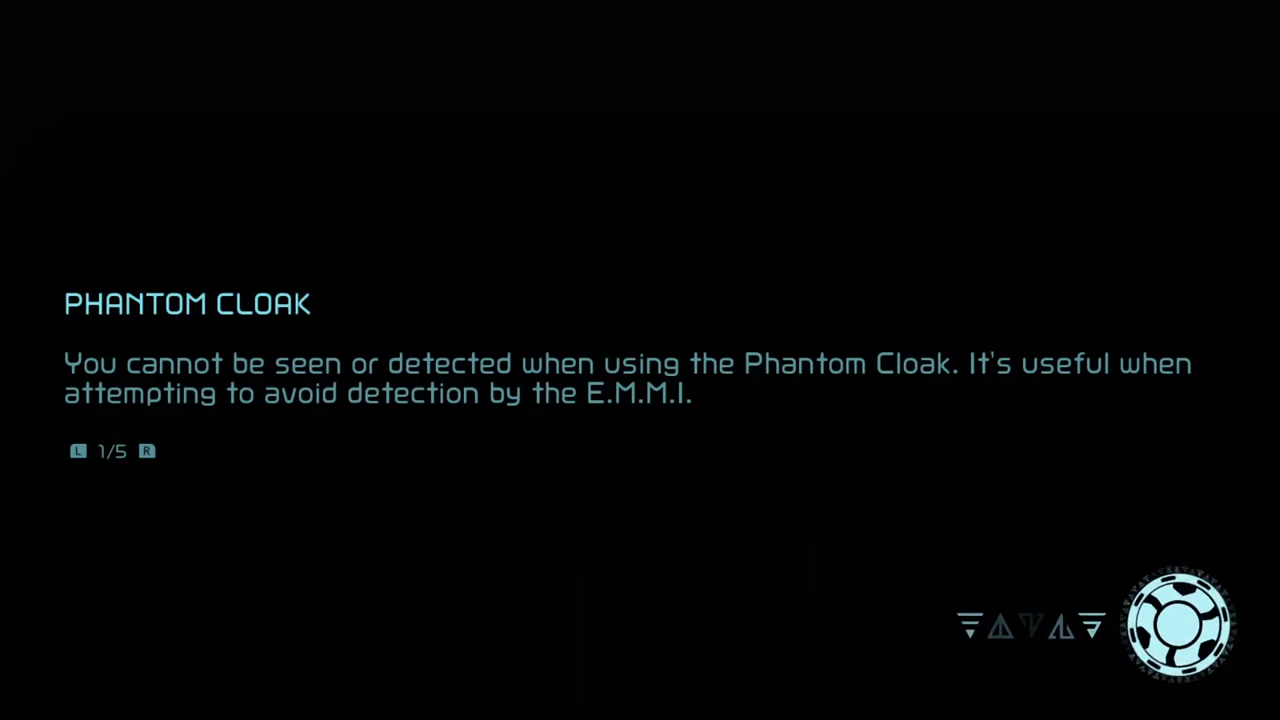 PHANTOM CLOAK
You cannot be seen or detected when using the Phantom Cloak. It's useful when
attempting to avoid detection by the E.M.M.I.
L 1/5 R